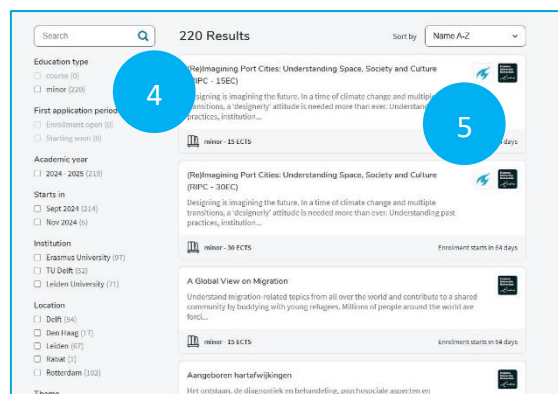 Search
220 Results
Sort by
Name A-Z
Education type
course (0)
minor (220)
First application period
Enrolment open (0)
Starting soon (0)
Academic year
2024 - 2025 (219)
Starts in
Sept 2024 (214)
Nov 2024 (5)
Institution
Erasmus University (97)
TU Delft (52)
Leiden University (71)
Location
Delft (54)
Den Haag (17)
Leiden (67)
Rabat (1)
Rotterdam (102)
Theme
4
(Re)Imagining Port Cities: Understanding Space, Society and Culture
(RIPC - 15EC)
Designing is imagining the future. In a time of climate change and multiple
transitions, a 'designerly' attitude is needed more than ever.
practices, institution...
minor - 15 ECTS
days
5
(Re)Imagining Port Cities: Understanding Space, Society and Culture
(RIPC - 30EC)
Designing is imagining the future. In a time of climate change and multiple
transitions, a 'designerly' attitude is needed more than ever. Understanding past
practices, institution...
minor - 30 ECTS
Enrolment starts in 64 days
A Global View on Migration
Understand migration-related topics from all over the world and contribute to a shared
community by buddying with young refugees. Millions of people around the world are
forci...
minor - 15 ECTS
Enrolment starts in 64 days
Aangeboren hartafwijkingen
Het ontstaan, de diagnostiek en behandeling, psychosociale aspecten en